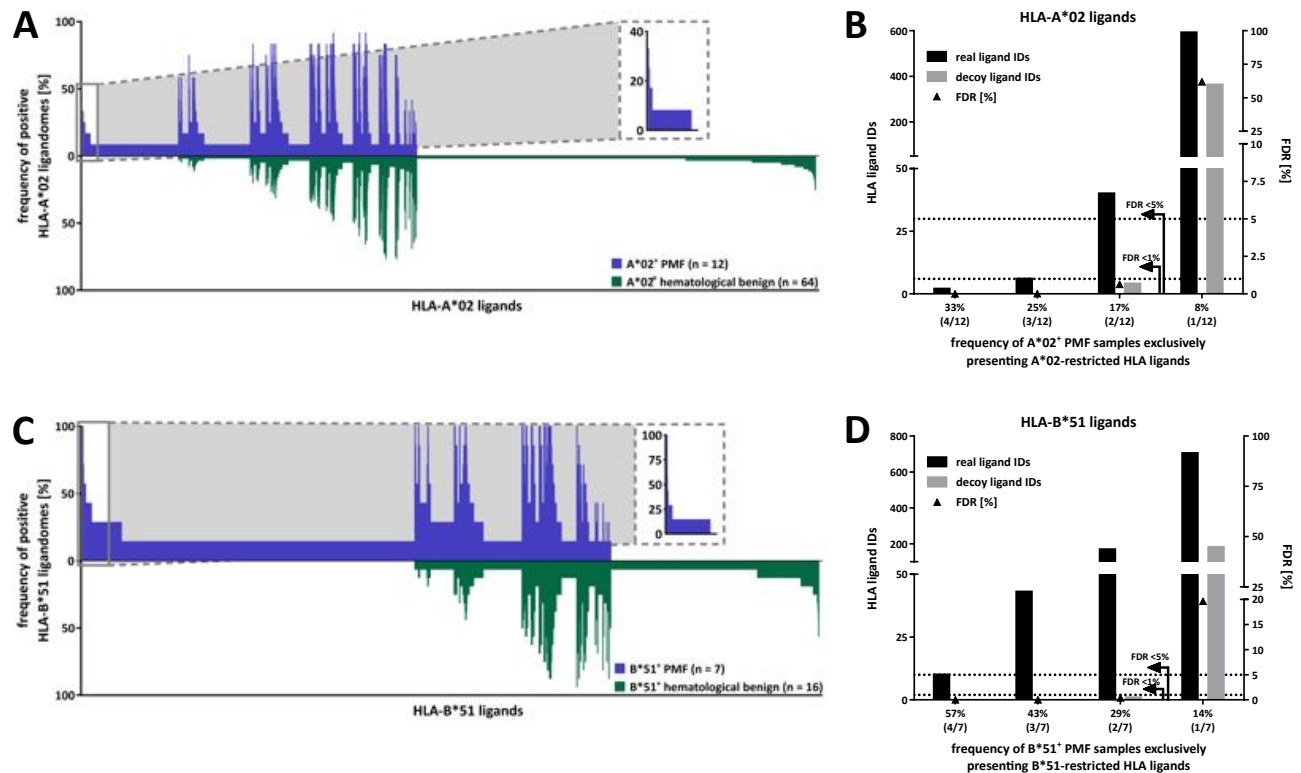 A
frequency of positive
HLA-A*02 ligandomes [%]
100
50
0
50
100
40
20
0
A*02+ PMF (n = 12)
A*02+ hematological benign (n = 64)
HLA-A*02 ligands
B
HLA-A*02 ligands
real ligand IDs
decoy ligand IDs
FDR [%]
HLA ligand IDs
600
400
200
50
25
0
100
75
50
25
10
7.5
5
2.5
0
FDR [%]
FDR <5%
FDR <1%
33% 25% 17% 8%
(4/12) (3/12) (2/12) (1/12)
frequency of A*02+ PMF samples exclusively
presenting A*02-restricted HLA ligands
C
frequency of positive
HLA-B*51 ligandomes [%]
100
50
0
50
100
100
75
50
25
0
B*51+ PMF (n = 7)
B*51+ hematological benign (n = 16)
HLA-B*51 ligands
D
HLA-B*51 ligands
real ligand IDs
decoy ligand IDs
FDR [%]
HLA ligand IDs
800
600
400
200
50
25
0
100
75
50
25
20
15
10
5
0
FDR [%]
FDR <5%
FDR <1%
57% 43% 29% 14%
(4/7) (3/7) (2/7) (1/7)
frequency of B*51+ PMF samples exclusively
presenting B*51-restricted HLA ligands